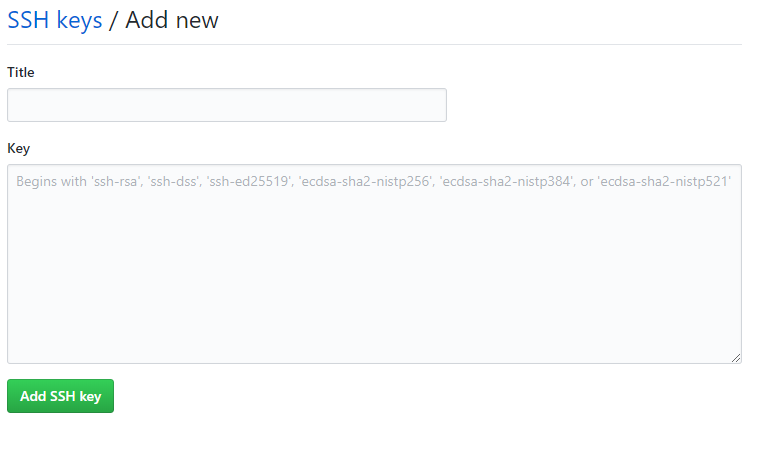 SSH keys / Add new
Title
Key
Begins with 'ssh-rsa', 'ssh-dss', 'ssh-ed25519', 'ecdsa-sha2-nistp256', 'ecdsa-sha2-nistp384', or 'ecdsa-sha2-nistp521'
Add SSH key